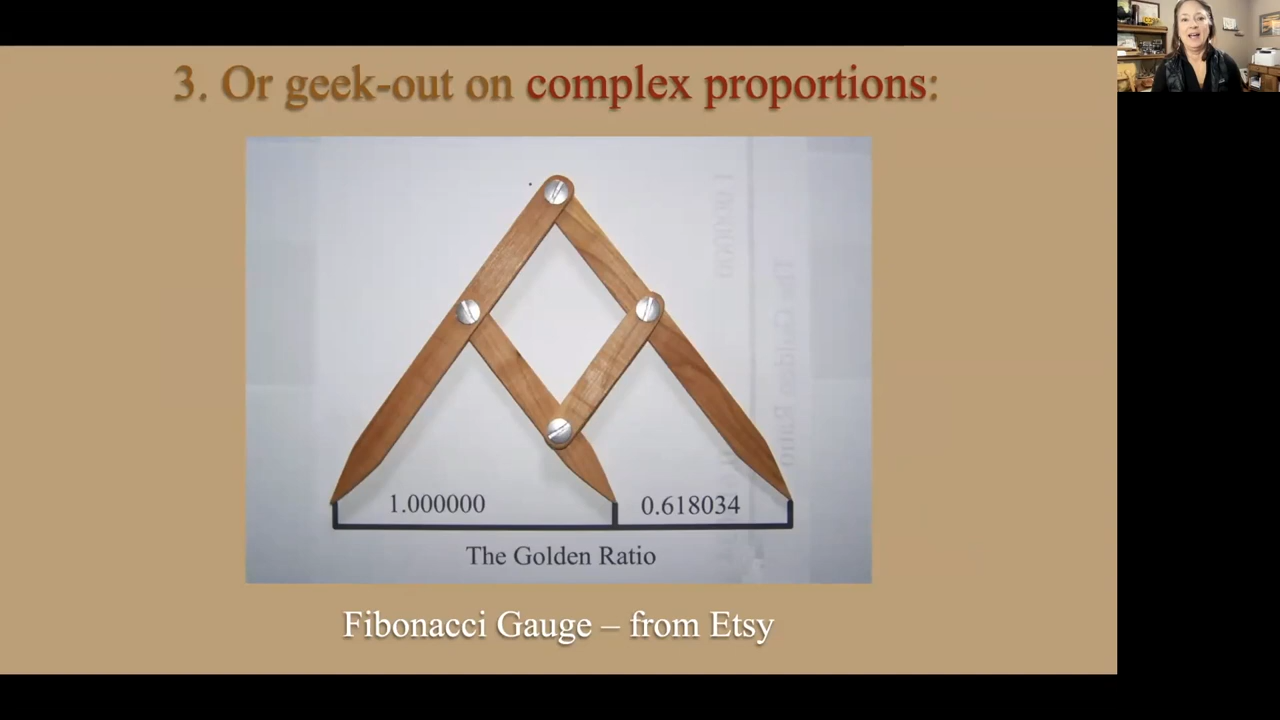 3. Or geek-out on complex proportions:
1.000000
0.618034
The Golden Ratio
Fibonacci Gauge – from Etsy